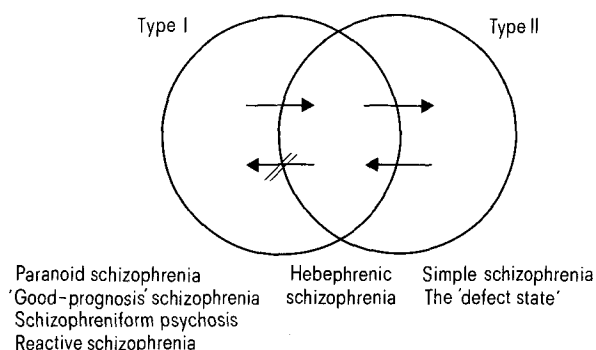 Type I
Type II
Paranoid schizophrenia
'Good-prognosis' schizophrenia
Schizophreniform psychosis
Reactive schizophrenia
Hebephrenic
schizophrenia
Simple schizophrenia
The 'defect state'